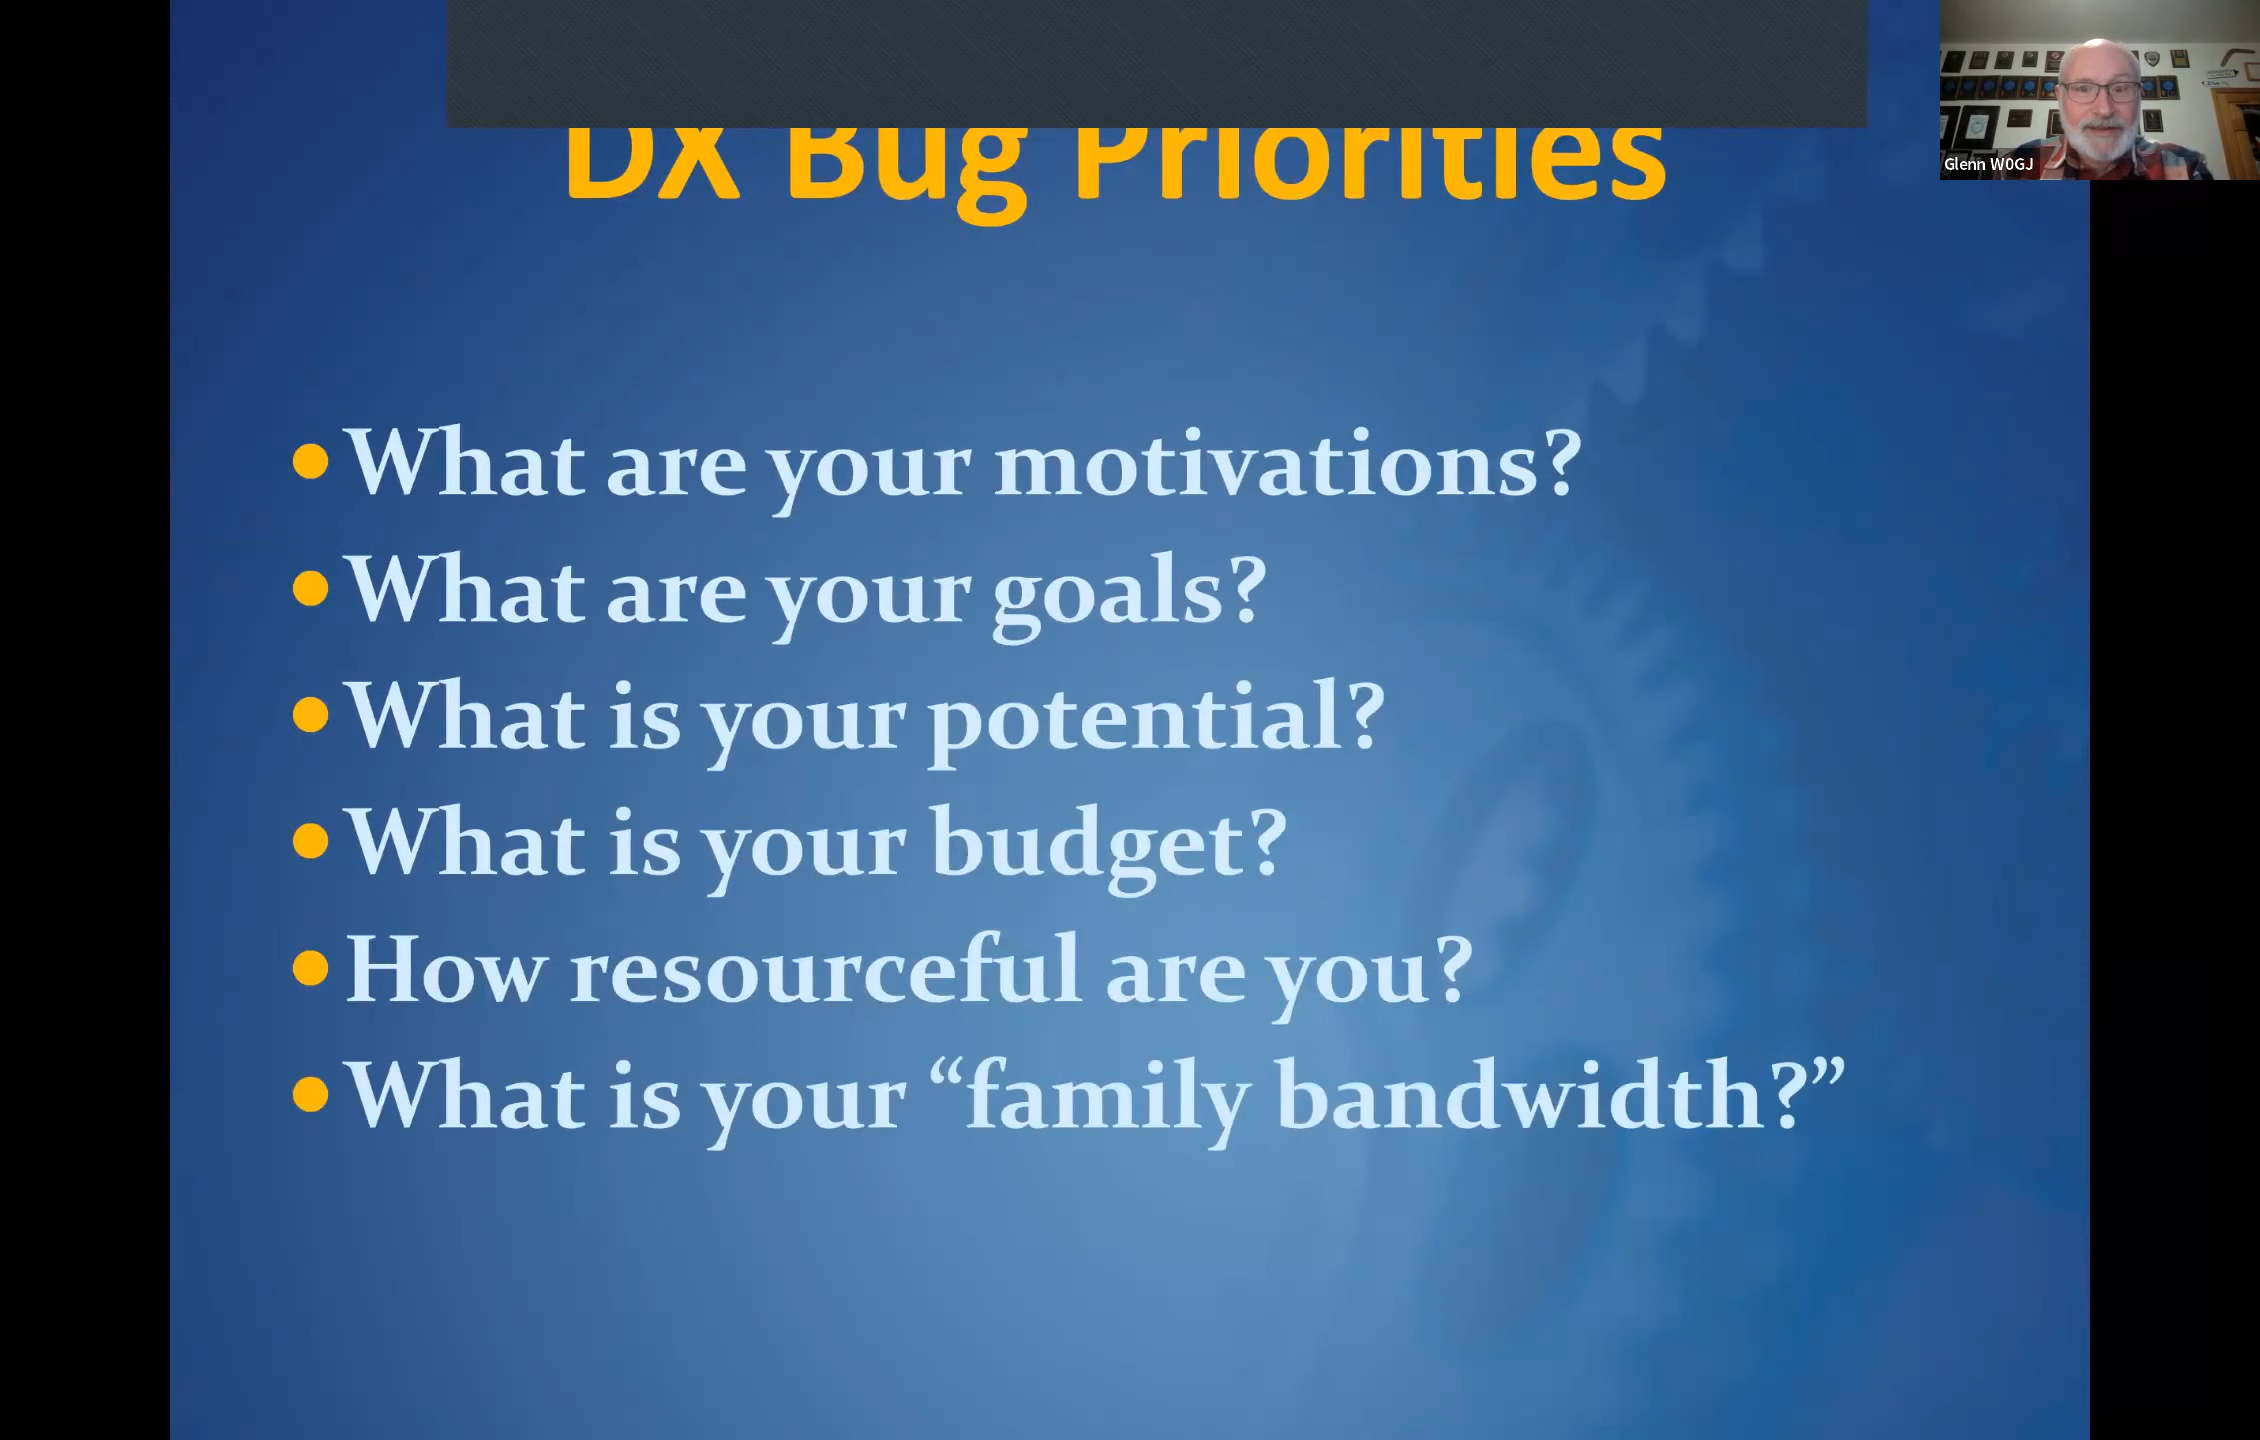 DX Bug Priorities
Glenn W0GJ
• What are your motivations?
• What are your goals?
• What is your potential?
• What is your budget?
• How resourceful are you?
• What is your “family bandwidth?”